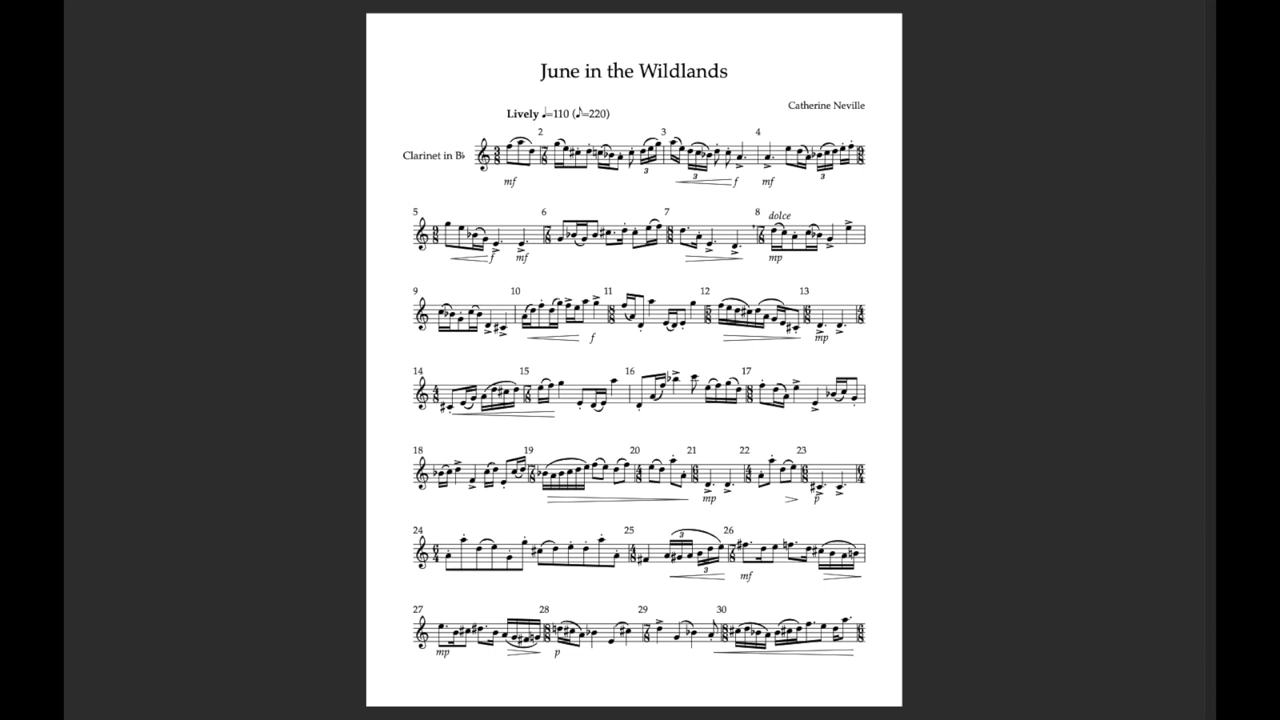 June in the Wildlands
Catherine Neville
Lively ♩=110 (♪=220)
2 3 4
Clarinet in B♭
3 3 3
mf f mf
5 6 7 8 dolce
f mf mp
9 10 11 12 13
f mp
14 15 16 17
18 19 20 21 22 23
mp p
24 25 26
3 3
mf
27 28 29 30
mp p